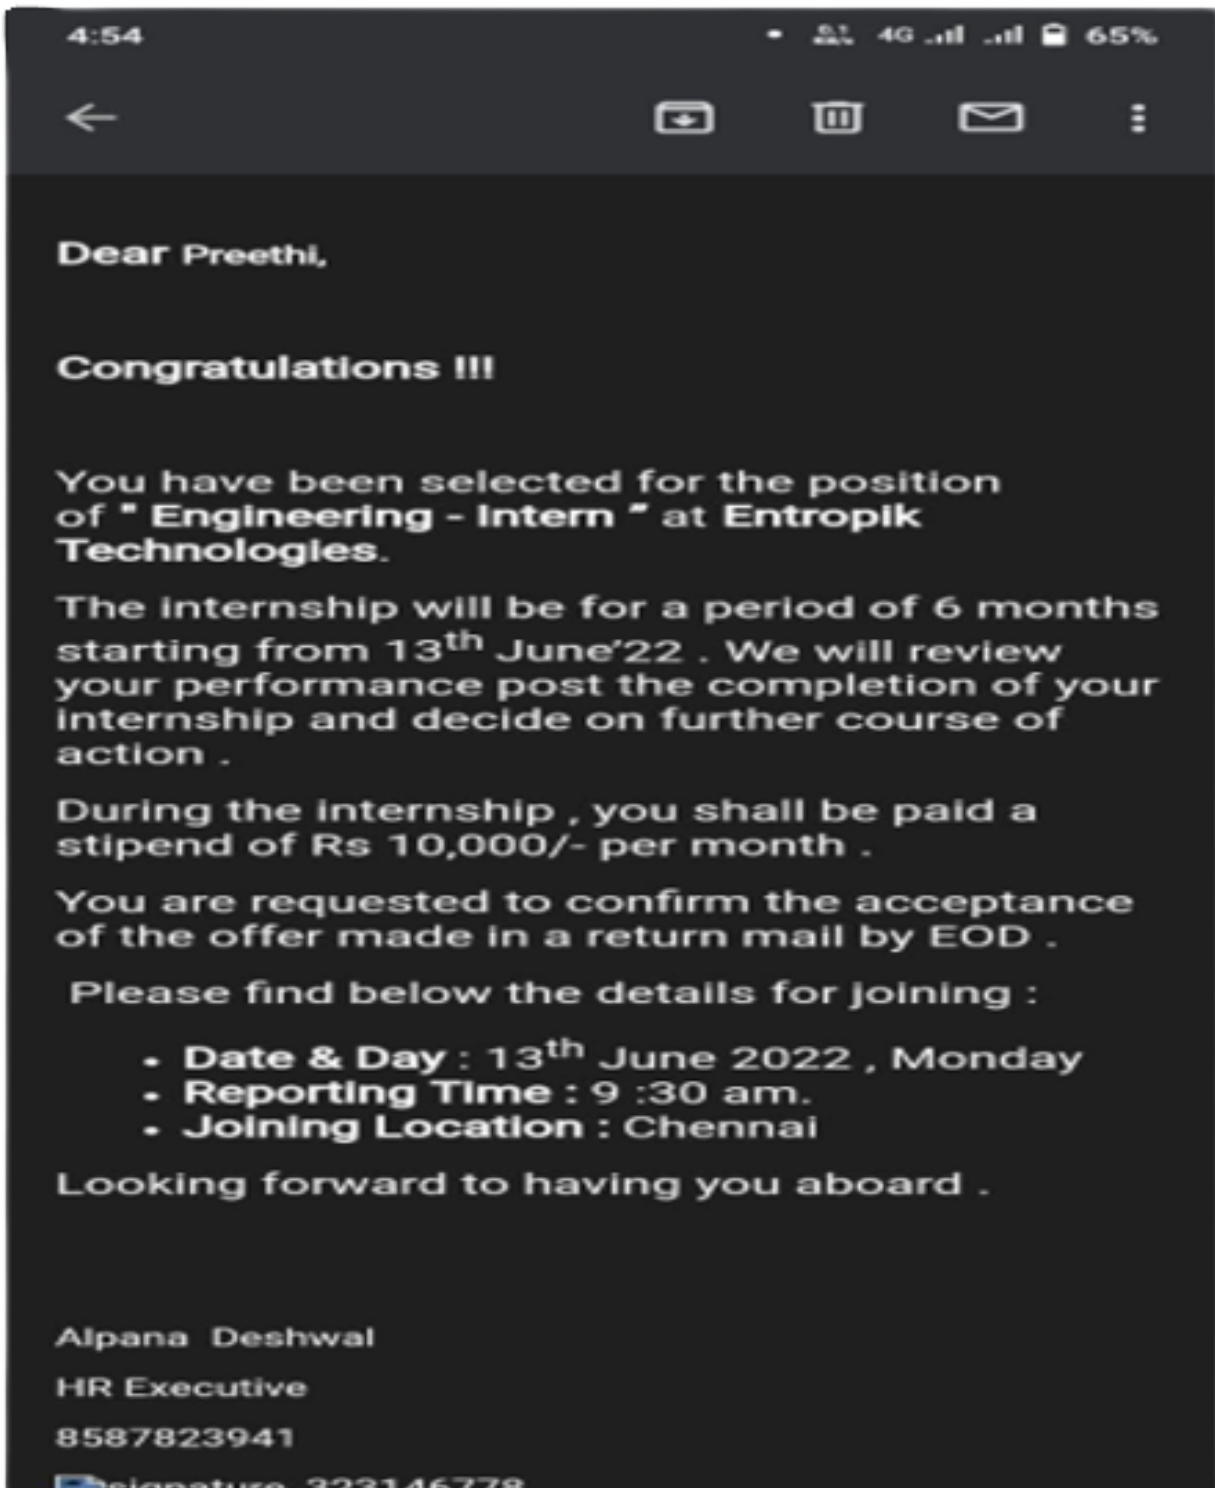 4:54
4G 65%
Dear Preethi,
Congratulations !!!
You have been selected for the position
of " Engineering - Intern " at Entropik
Technologies.
The internship will be for a period of 6 months
starting from 13th June'22 . We will review
your performance post the completion of your
internship and decide on further course of
action .
During the internship , you shall be paid a
stipend of Rs 10,000/- per month .
You are requested to confirm the acceptance
of the offer made in a return mail by EOD .
Please find below the details for joining :
• Date & Day : 13th June 2022 , Monday
• Reporting Time : 9 :30 am.
• Joining Location : Chennai
Looking forward to having you aboard .
Alpana Deshwal
HR Executive
8587823941
signature_323146778